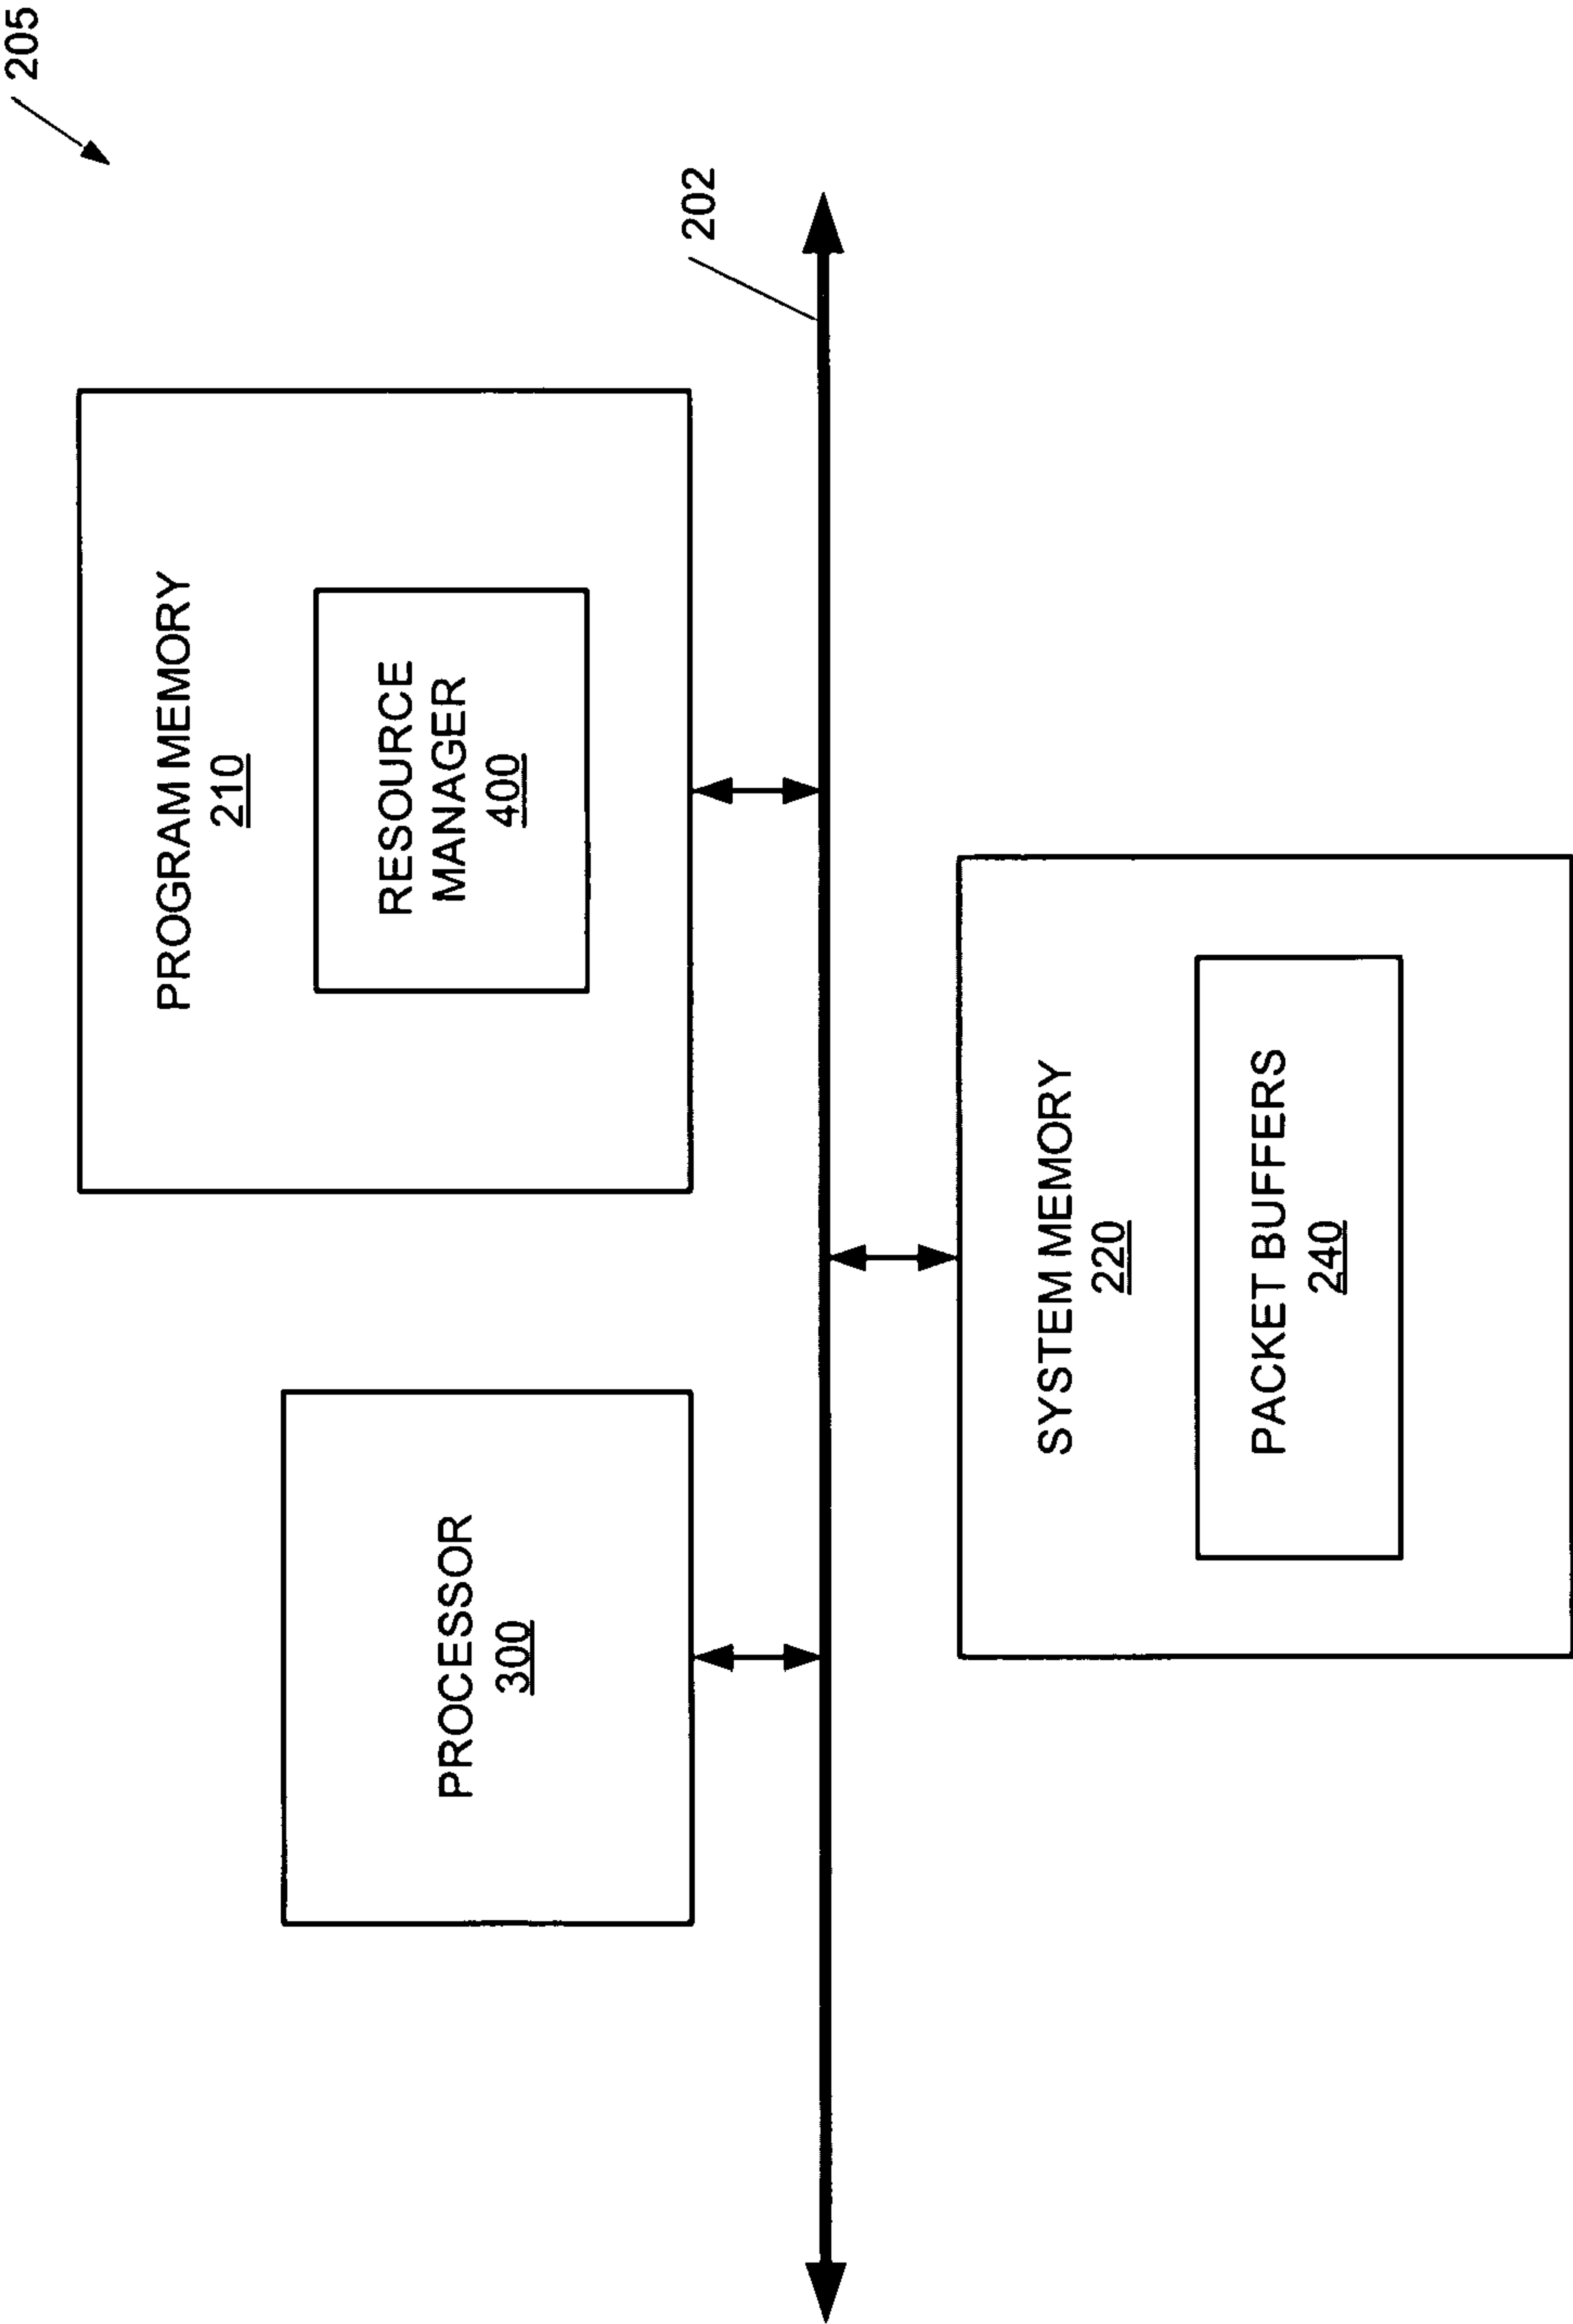 205
202
PROGRAM MEMORY
210
RESOURCE
MANAGER
400
PROCESSOR
300
SYSTEM MEMORY
220
PACKET BUFFERS
240